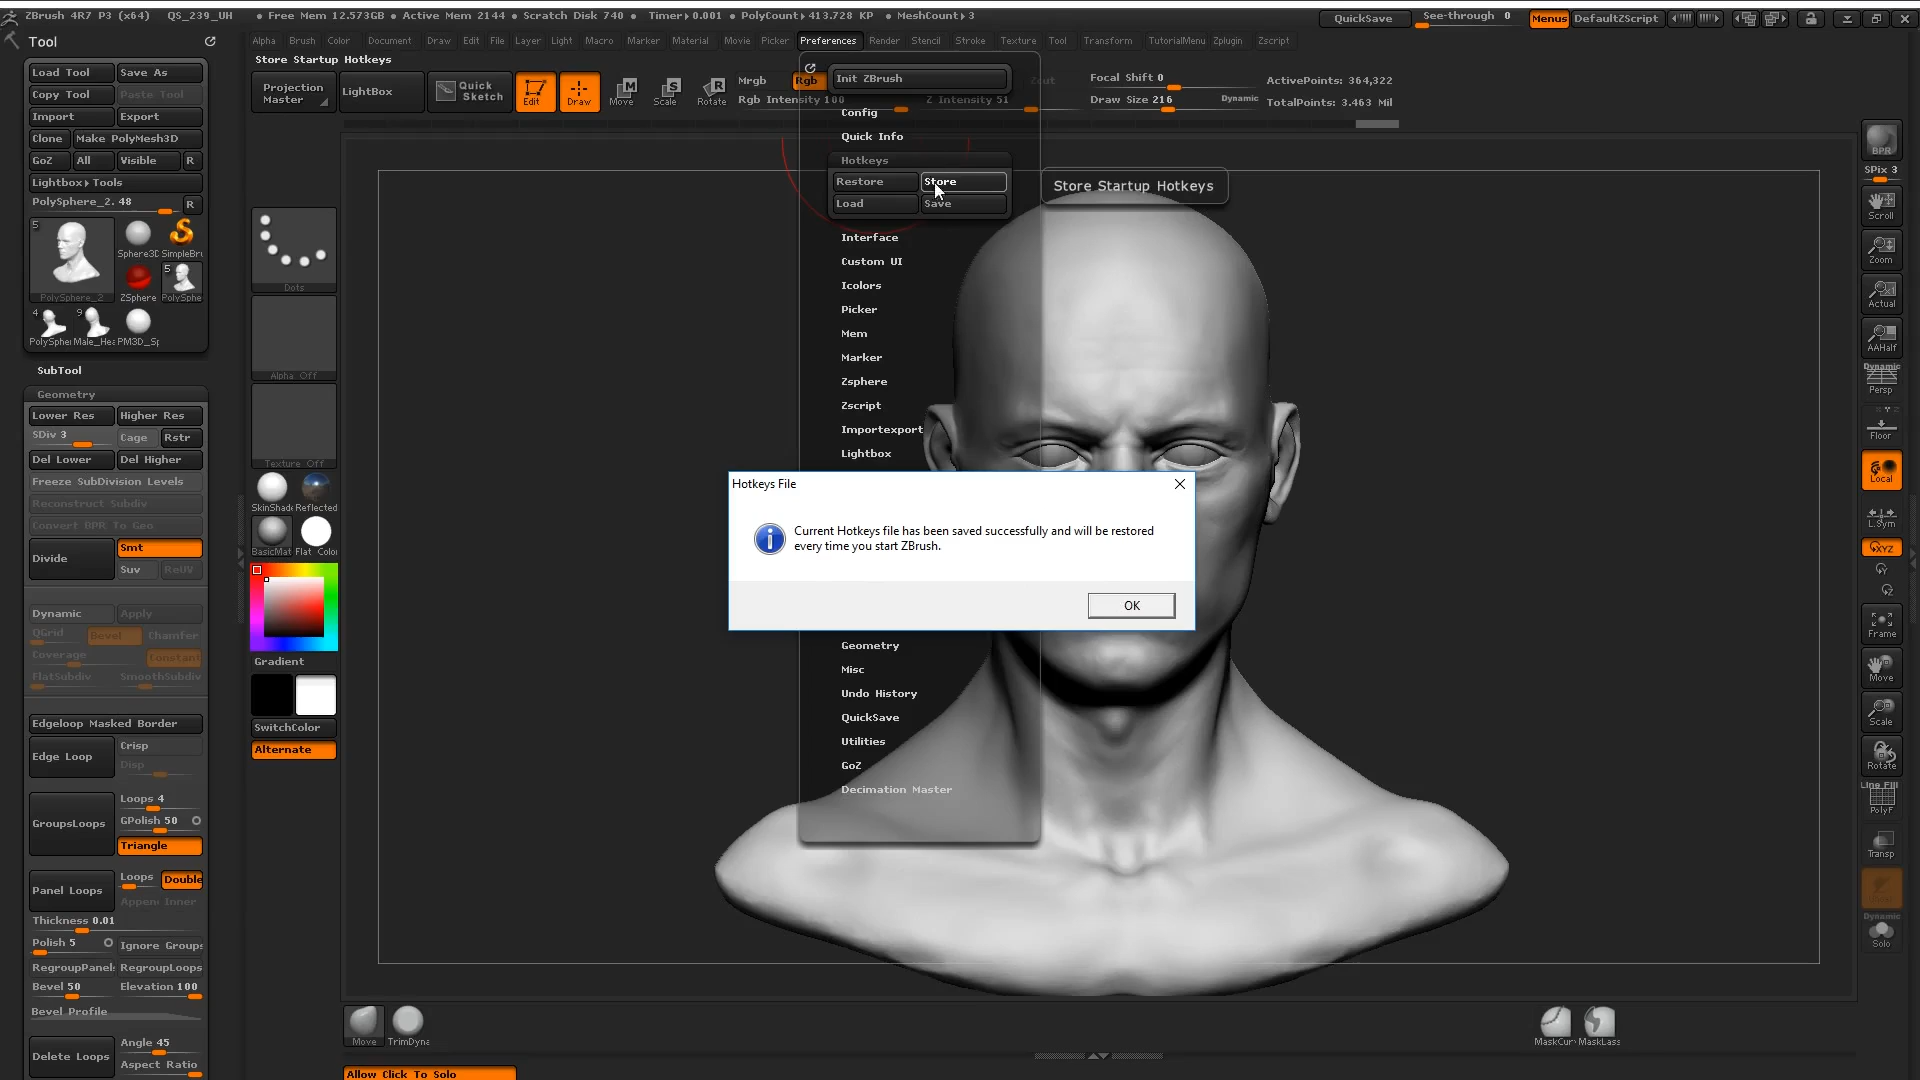 ZBrush 4R7 P3 (x64) QS_239_UH • Free Mem 12.573GB • Active Mem 2144 • Scratch Disk 740 • Timer▸0.001 • PolyCount▸413.728 KP • MeshCount▸3 QuickSave See-through 0 Menus DefaultZScript
Alpha Brush Color Document Draw Edit File Layer Light Macro Marker Material Movie Picker Preferences Render Stencil Stroke Texture Tool Transform TutorialMenu Zplugin Zscript
Store Startup Hotkeys
Projection Master
LightBox
Quick Sketch
Edit
Draw
Move
Scale
Rotate
Mrgb
Rgb
Rgb Intensity 100
Z Intensity 51
Focal Shift 0
Draw Size 216
Dynamic
ActivePoints: 364,322
TotalPoints: 3.463 Mil
Tool
Load Tool Save As
Copy Tool Paste Tool
Import Export
Clone Make PolyMesh3D
GoZ All Visible R
Lightbox▸Tools
PolySphere_2. 48 R
5
PolySphere_2
Sphere3D SimpleBru
ZSphere
5
PolySphe
4
9
PolySphe Male_Hea PM3D_Sp
SubTool
Geometry
Lower Res Higher Res
SDiv 3 Cage Rstr
Del Lower Del Higher
Freeze SubDivision Levels
Reconstruct Subdiv
Convert BPR To Geo
Divide
Smt
Suv ReUV
Dynamic Apply
QGrid Bevel Chamfer
Coverage Constant
FlatSubdiv SmoothSubdiv
Edgeloop Masked Border
Edge Loop
Crisp
Disp
GroupsLoops
Loops 4
GPolish 50
Triangle
Panel Loops
Loops Double
Append Inner
Thickness 0.01
Polish 5 Ignore Groups
RegroupPanels RegroupLoops
Bevel 50 Elevation 100
Bevel Profile
Delete Loops
Angle 45
Aspect Ratio
Dots
Alpha Off
Texture Off
SkinShade Reflected
BasicMat Flat Color
Gradient
SwitchColor
Alternate
Init ZBrush
Config
Quick Info
Hotkeys
Restore Store
Load Save
Store Startup Hotkeys
Interface
Custom UI
Icolors
Picker
Mem
Marker
Zsphere
Zscript
Importexport
Lightbox
Hotkeys File
Current Hotkeys file has been saved successfully and will be restored
every time you start ZBrush.
OK
Geometry
Misc
Undo History
QuickSave
Utilities
GoZ
Decimation Master
BPR
SPix 3
Scroll
Zoom
Actual
AAHalf
Dynamic
Persp
Floor
Local
L.Sym
XYZ
Y
Z
Frame
Move
Scale
Rotate
Line Fill
PolyF
Transp
Dynamic
Solo
Move TrimDyna
MaskCur MaskLass
Allow Click To Solo